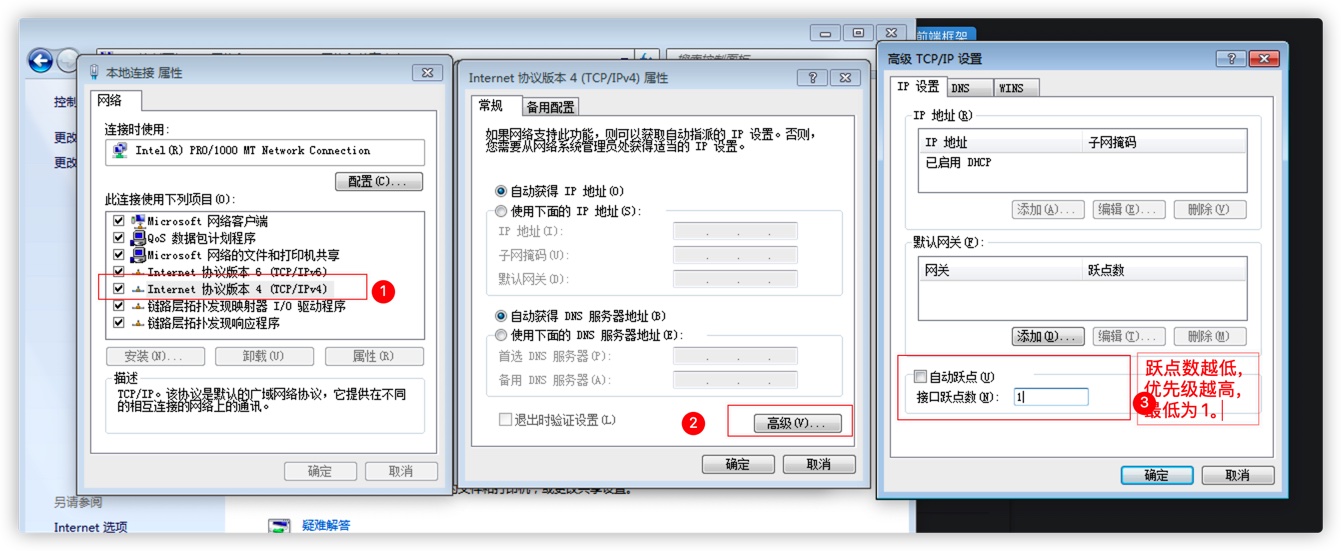 前端框架
控制
更改
更改
另请参阅
Internet 选项
疑难解答
本地连接 属性
网络
连接时使用:
Intel(R) PRO/1000 MT Network Connection
配置(C)...
此连接使用下列项目(O):
Microsoft 网络客户端
QoS 数据包计划程序
Microsoft 网络的文件和打印机共享
Internet 协议版本 6 (TCP/IPv6)
Internet 协议版本 4 (TCP/IPv4)
1
链路层拓扑发现映射器 I/O 驱动程序
链路层拓扑发现响应程序
安装(N)...
卸载(U)
属性(R)
描述
TCP/IP。该协议是默认的广域网络协议，它提供在不同
的相互连接的网络上的通讯。
确定
取消
Internet 协议版本 4 (TCP/IPv4) 属性
常规
备用配置
如果网络支持此功能，则可以获取自动指派的 IP 设置。否则，
您需要从网络系统管理员处获得适当的 IP 设置。
自动获得 IP 地址(O)
使用下面的 IP 地址(S):
IP 地址(I):
子网掩码(U):
默认网关(D):
自动获得 DNS 服务器地址(B)
使用下面的 DNS 服务器地址(E):
首选 DNS 服务器(P):
备用 DNS 服务器(A):
退出时验证设置(L)
2
高级(V)...
确定
取消
高级 TCP/IP 设置
IP 设置
DNS
WINS
IP 地址(R)
IP 地址
子网掩码
已启用 DHCP
添加(A)...
编辑(E)...
删除(V)
默认网关(F):
网关
跃点数
添加(D)...
编辑(T)...
删除(M)
自动跃点(U)
接口跃点数(N):
1
3
跃点数越低，
优先级越高，
最低为1。
确定
取消